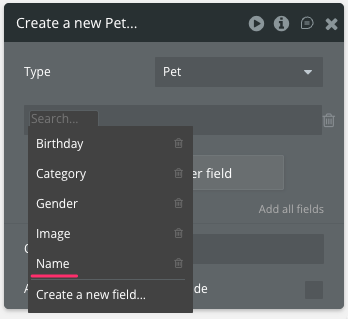 Create a new Pet...
Type
Pet
Search...
Birthday
Category
Gender
Image
Name
Create a new field...
er field
Add all fields
de